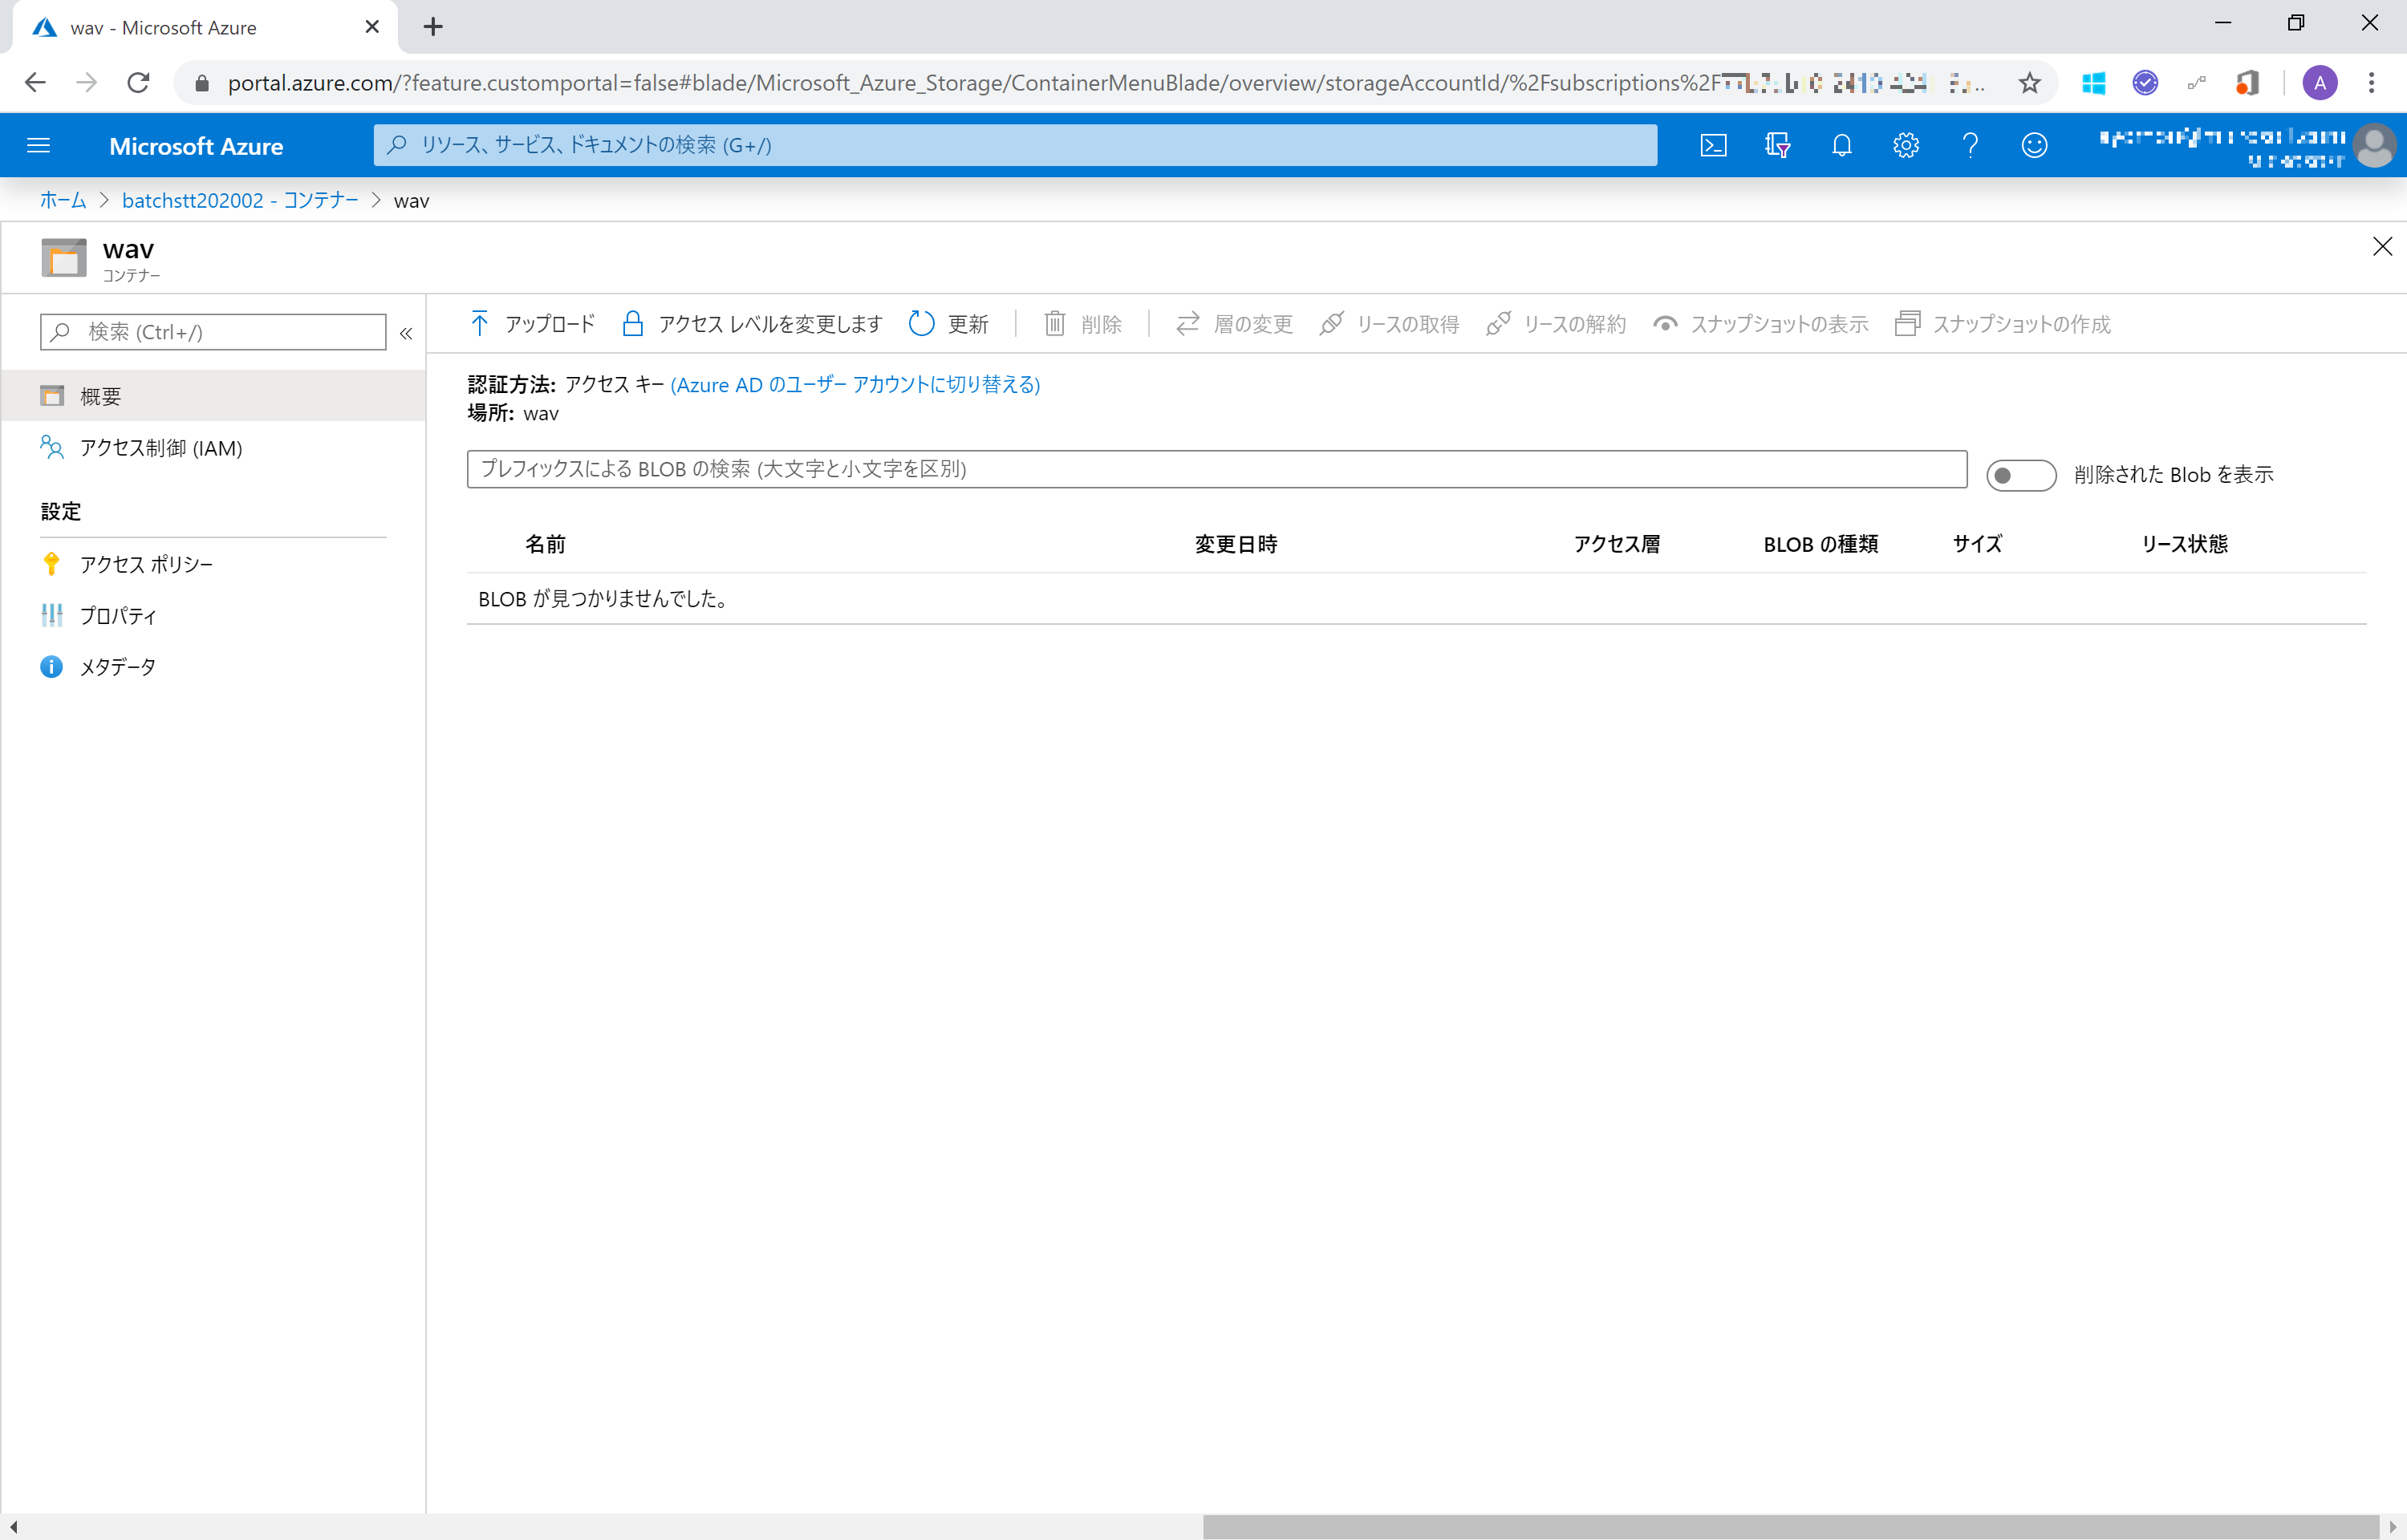 wav - Microsoft Azure
portal.azure.com/?feature.customportal=false#blade/Microsoft_Azure_Storage/ContainerMenuBlade/overview/storageAccountId/%2Fsubscriptions%2F
A
Microsoft Azure
リソース、サービス、ドキュメントの検索 (G+/)
ホーム > batchstt202002 - コンテナー > wav
wav
コンテナー
検索 (Ctrl+/)
概要
アクセス制御 (IAM)
設定
アクセス ポリシー
プロパティ
メタデータ
アップロード アクセス レベルを変更します 更新 削除 層の変更 リースの取得 リースの解約 スナップショットの表示 スナップショットの作成
認証方法: アクセス キー (Azure AD のユーザー アカウントに切り替える)
場所: wav
プレフィックスによる BLOB の検索 (大文字と小文字を区別)
削除された Blob を表示
名前 変更日時 アクセス層 BLOB の種類 サイズ リース状態
BLOB が見つかりませんでした。